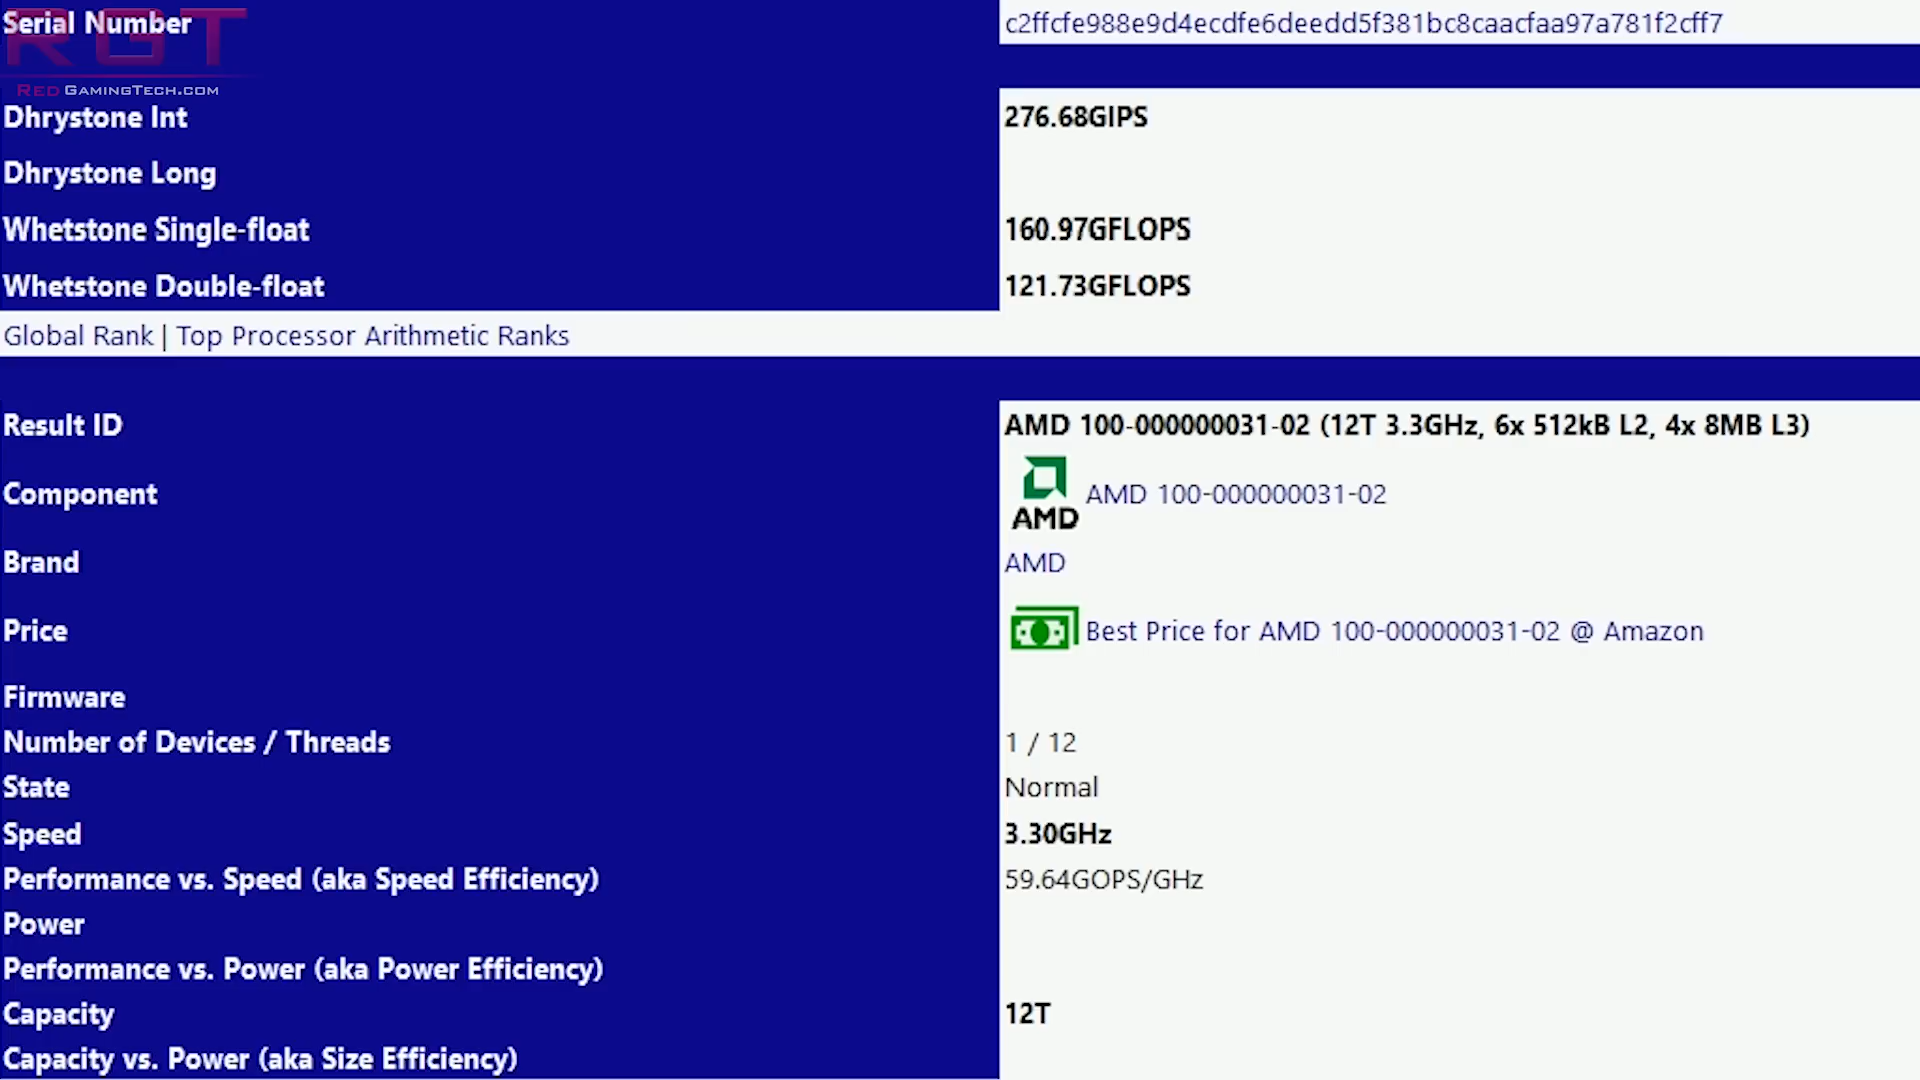 Serial Number c2ffcfe988e9d4ecdfe6deedd5f381bc8caacfaa97a781f2cff7
RGT
REDGAMINGTECH.COM
Dhrystone Int 276.68GIPS
Dhrystone Long
Whetstone Single-float 160.97GFLOPS
Whetstone Double-float 121.73GFLOPS
Global Rank | Top Processor Arithmetic Ranks
Result ID AMD 100-000000031-02 (12T 3.3GHz, 6x 512kB L2, 4x 8MB L3)
Component AMD AMD 100-000000031-02
Brand AMD
Price Best Price for AMD 100-000000031-02 @ Amazon
Firmware
Number of Devices / Threads 1 / 12
State Normal
Speed 3.30GHz
Performance vs. Speed (aka Speed Efficiency) 59.64GOPS/GHz
Power
Performance vs. Power (aka Power Efficiency)
Capacity 12T
Capacity vs. Power (aka Size Efficiency)